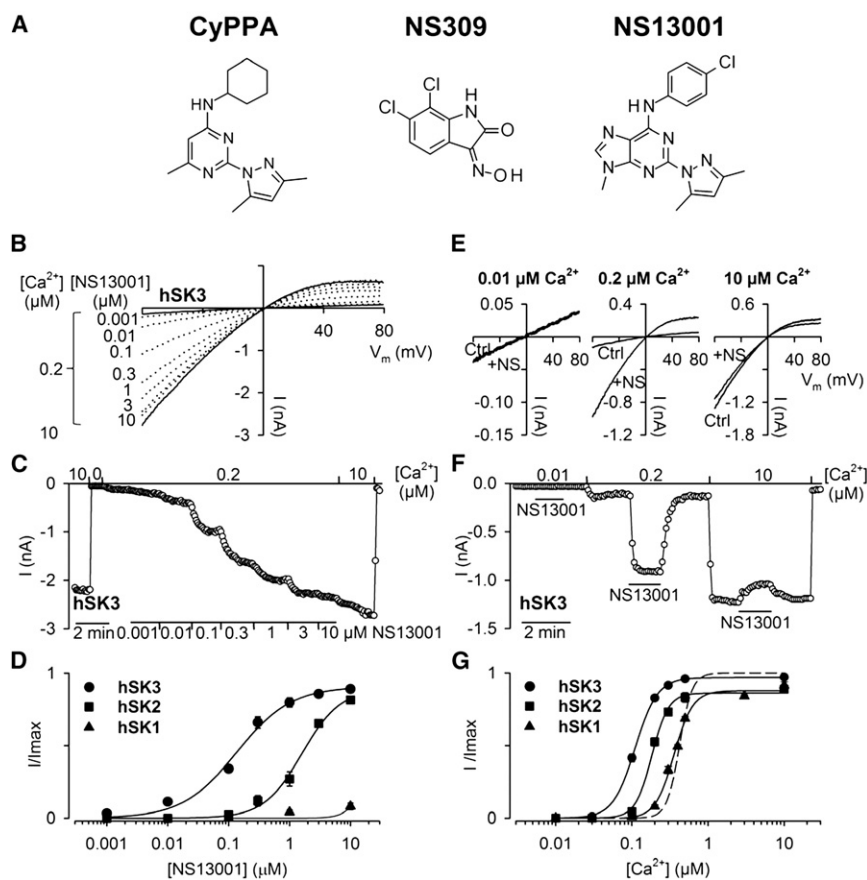 A
CyPPA NS309 NS13001
HN
N
N
N
N
Cl
Cl
H
N
O
N
OH
Cl
HN
N
N
N
N
N
N
B
[Ca²⁺] [NS13001]
(µM) (µM)
hSK3
0.001
0.01
0.1
0.3
1
3
10
0.2
10
1
40 80
Vm (mV)
-1
-2
-3
I (nA)
E
0.01 µM Ca²⁺ 0.2 µM Ca²⁺ 10 µM Ca²⁺
0.05 0.4 0.6
Ctrl +NS 40 80
Ctrl +NS 40 80
Ctrl +NS 40 80
Vm (mV)
-0.10 -0.8 -1.2
-0.15 -1.2 -1.8
I (nA) I (nA) I (nA)
C
10 0 0.2 10 [Ca²⁺]
(µM)
0
-1
-2
-3
I (nA)
hSK3
2 min 0.001 0.01 0.1 0.3 1 3 10 µM NS13001
F
0.01 0.2 10 [Ca²⁺]
(µM)
0.0
-0.5
-1.0
-1.5
I (nA)
NS13001
NS13001
NS13001
hSK3
2 min
D
1
0
I/Imax
hSK3
hSK2
hSK1
0.001 0.01 0.1 1 10
[NS13001] (µM)
G
1
0
I /Imax
hSK3
hSK2
hSK1
0.01 0.1 1 10
[Ca²⁺] (µM)